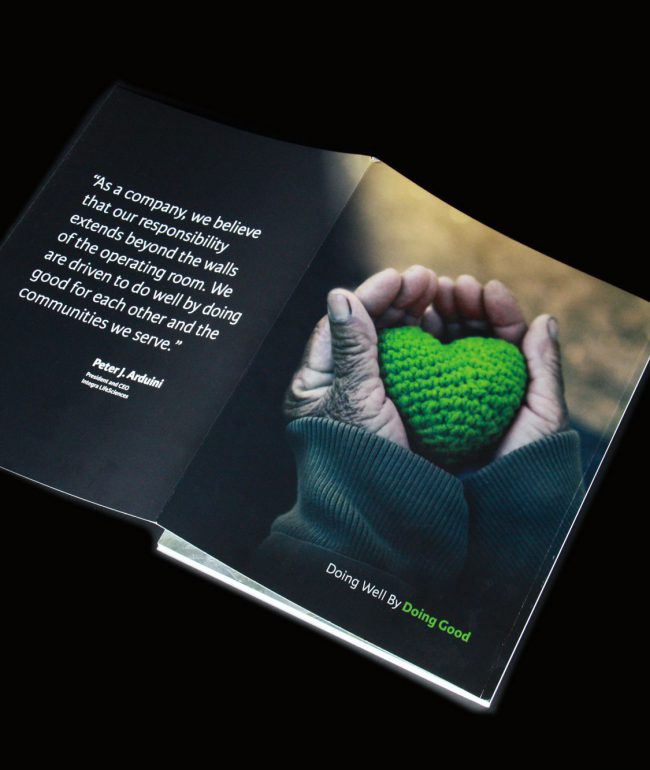 “As a company, we believe
that our responsibility
extends beyond the walls
of the operating room. We
are driven to do well by doing
good for each other and the
communities we serve.”
Peter J. Arduini
President and CEO
Integra LifeSciences
Doing Well By Doing Good